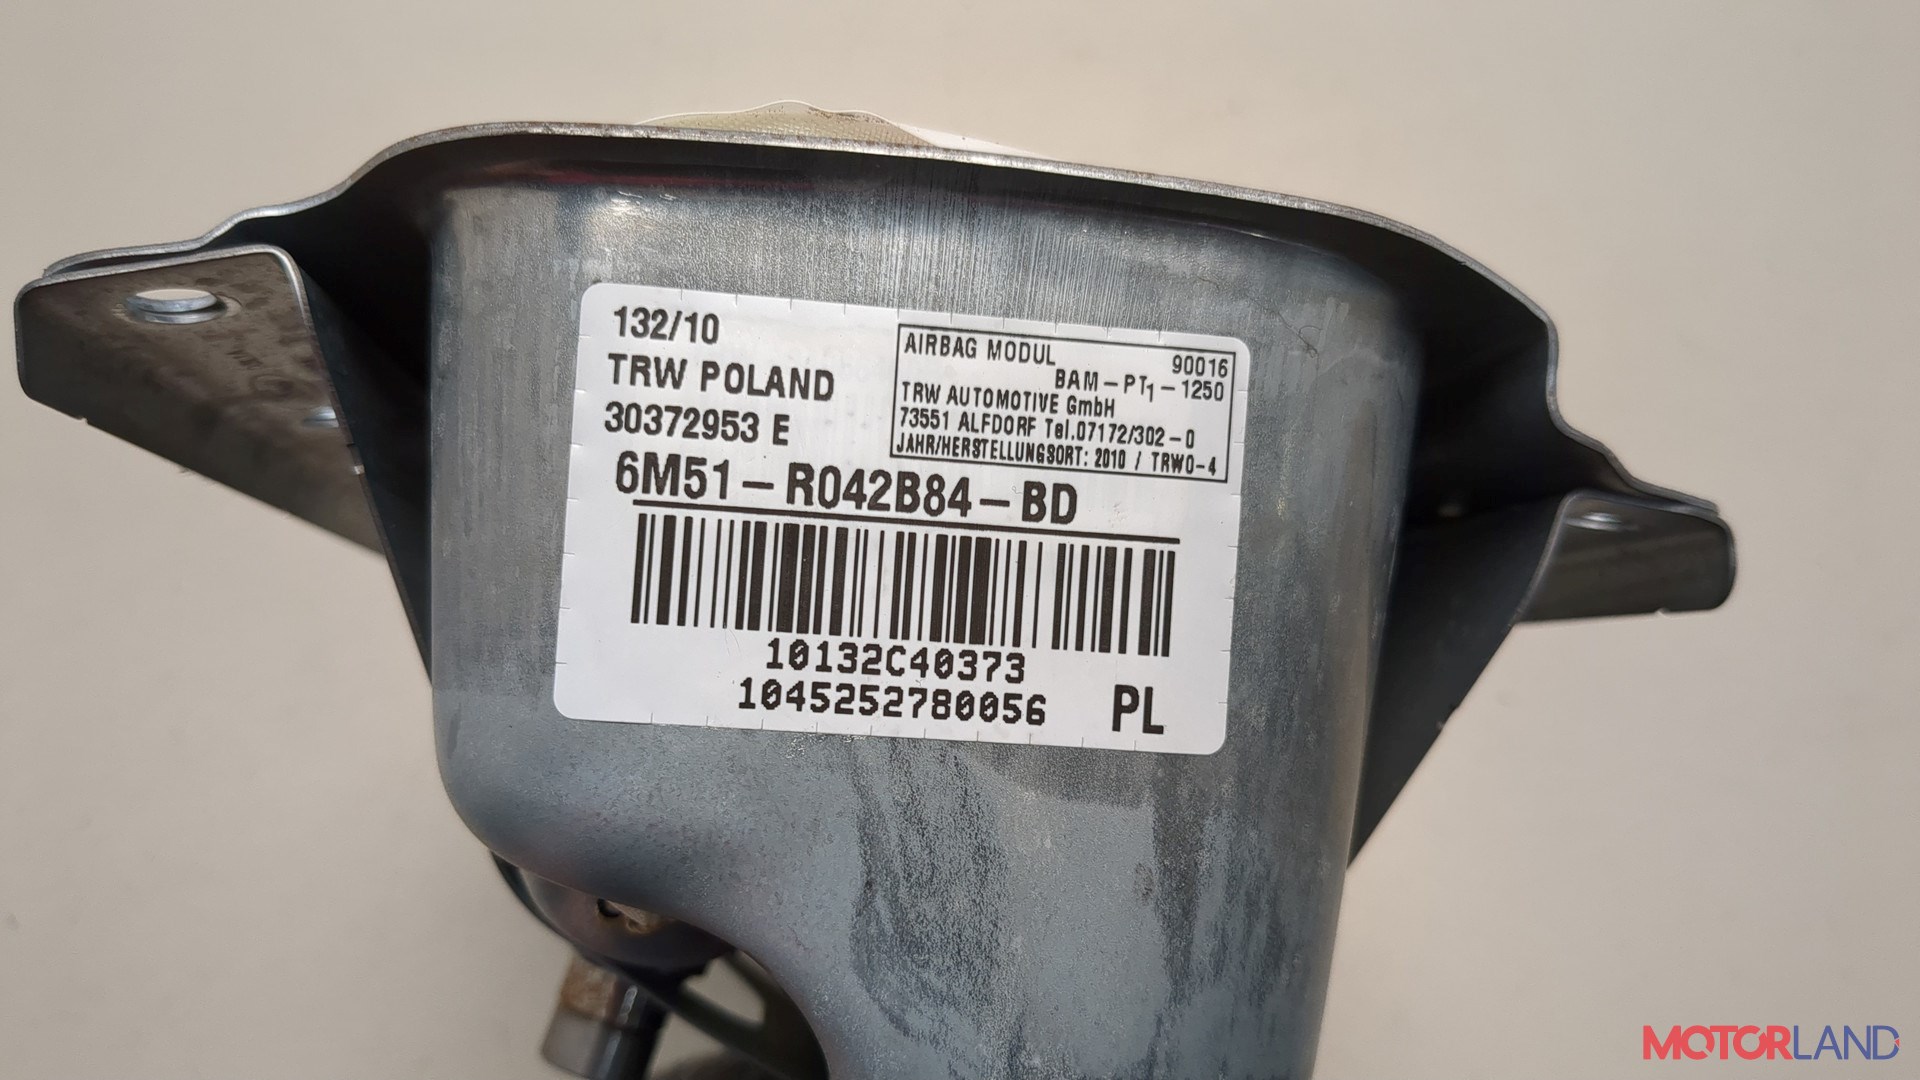 132/10
TRW POLAND
30372953 E
AIRBAG MODUL 90016
BAM-PT1-1250
TRW AUTOMOTIVE GmbH
73551 ALFDORF Tel.07172/302-0
JAHR/HERSTELLUNGSORT: 2010 / TRWO-4
6M51-R042B84-BD
10132C40373
1045252780056 PL
MOTORLAND